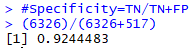 > #Specificity=TN/TN+FP
> (6326)/(6326+517)
[1] 0.9244483